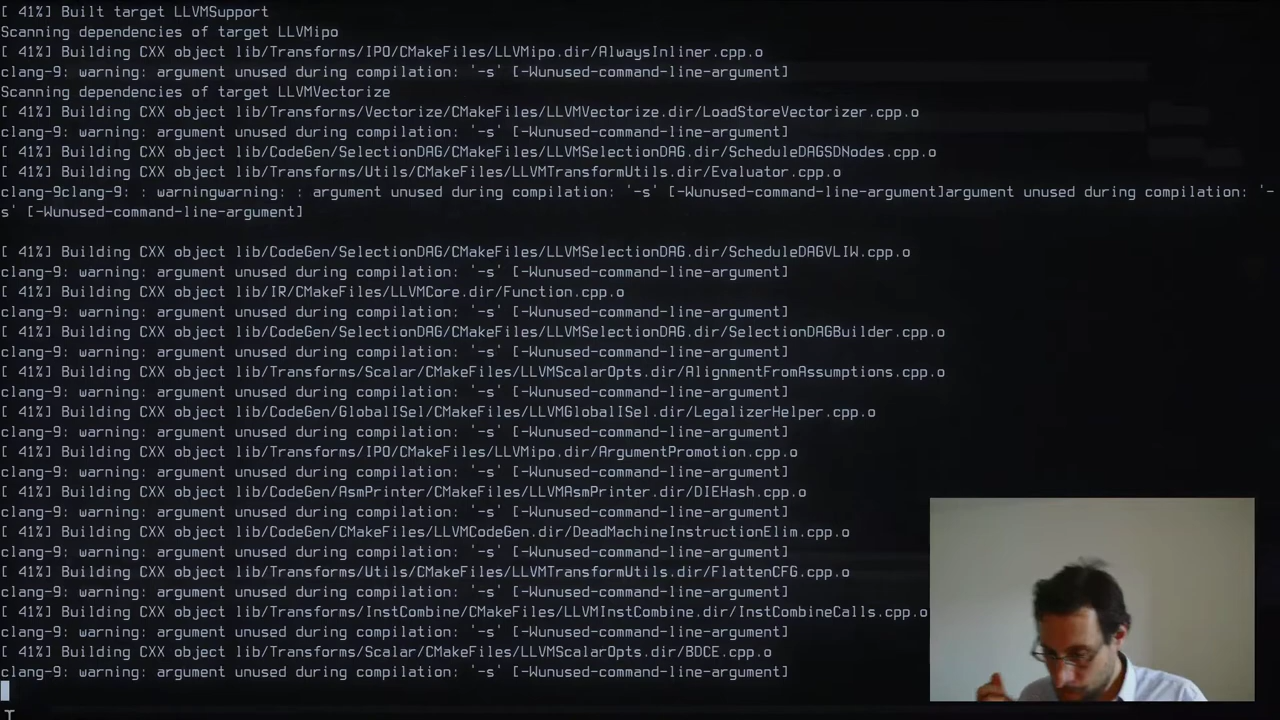 [ 41%] Built target LLVMSupport
Scanning dependencies of target LLVMipo
[ 41%] Building CXX object lib/Transforms/IPO/CMakeFiles/LLVMipo.dir/AlwaysInliner.cpp.o
clang-9: warning: argument unused during compilation: '-s' [-Wunused-command-line-argument]
Scanning dependencies of target LLVMVectorize
[ 41%] Building CXX object lib/Transforms/Vectorize/CMakeFiles/LLVMVectorize.dir/LoadStoreVectorizer.cpp.o
clang-9: warning: argument unused during compilation: '-s' [-Wunused-command-line-argument]
[ 41%] Building CXX object lib/CodeGen/SelectionDAG/CMakeFiles/LLVMSelectionDAG.dir/ScheduleDAGSDNodes.cpp.o
[ 41%] Building CXX object lib/Transforms/Utils/CMakeFiles/LLVMTransformUtils.dir/Evaluator.cpp.o
clang-9clang-9: : warningwarning: : argument unused during compilation: '-s' [-Wunused-command-line-argument]argument unused during compilation: '-
s' [-Wunused-command-line-argument]
[ 41%] Building CXX object lib/CodeGen/SelectionDAG/CMakeFiles/LLVMSelectionDAG.dir/ScheduleDAGVLIW.cpp.o
clang-9: warning: argument unused during compilation: '-s' [-Wunused-command-line-argument]
[ 41%] Building CXX object lib/IR/CMakeFiles/LLVMCore.dir/Function.cpp.o
clang-9: warning: argument unused during compilation: '-s' [-Wunused-command-line-argument]
[ 41%] Building CXX object lib/CodeGen/SelectionDAG/CMakeFiles/LLVMSelectionDAG.dir/SelectionDAGBuilder.cpp.o
clang-9: warning: argument unused during compilation: '-s' [-Wunused-command-line-argument]
[ 41%] Building CXX object lib/Transforms/Scalar/CMakeFiles/LLVMScalarOpts.dir/AlignmentFromAssumptions.cpp.o
clang-9: warning: argument unused during compilation: '-s' [-Wunused-command-line-argument]
[ 41%] Building CXX object lib/CodeGen/GlobalISel/CMakeFiles/LLVMGlobalISel.dir/LegalizerHelper.cpp.o
clang-9: warning: argument unused during compilation: '-s' [-Wunused-command-line-argument]
[ 41%] Building CXX object lib/Transforms/IPO/CMakeFiles/LLVMipo.dir/ArgumentPromotion.cpp.o
clang-9: warning: argument unused during compilation: '-s' [-Wunused-command-line-argument]
[ 41%] Building CXX object lib/CodeGen/AsmPrinter/CMakeFiles/LLVMAsmPrinter.dir/DIEHash.cpp.o
clang-9: warning: argument unused during compilation: '-s' [-Wunused-command-line-argument]
[ 41%] Building CXX object lib/CodeGen/CMakeFiles/LLVMCodeGen.dir/DeadMachineInstructionElim.cpp.o
clang-9: warning: argument unused during compilation: '-s' [-Wunused-command-line-argument]
[ 41%] Building CXX object lib/Transforms/Utils/CMakeFiles/LLVMTransformUtils.dir/FlattenCFG.cpp.o
clang-9: warning: argument unused during compilation: '-s' [-Wunused-command-line-argument]
[ 41%] Building CXX object lib/Transforms/InstCombine/CMakeFiles/LLVMInstCombine.dir/InstCombineCalls.cpp.o
clang-9: warning: argument unused during compilation: '-s' [-Wunused-command-line-argument]
[ 41%] Building CXX object lib/Transforms/Scalar/CMakeFiles/LLVMScalarOpts.dir/BDCE.cpp.o
clang-9: warning: argument unused during compilation: '-s' [-Wunused-command-line-argument]